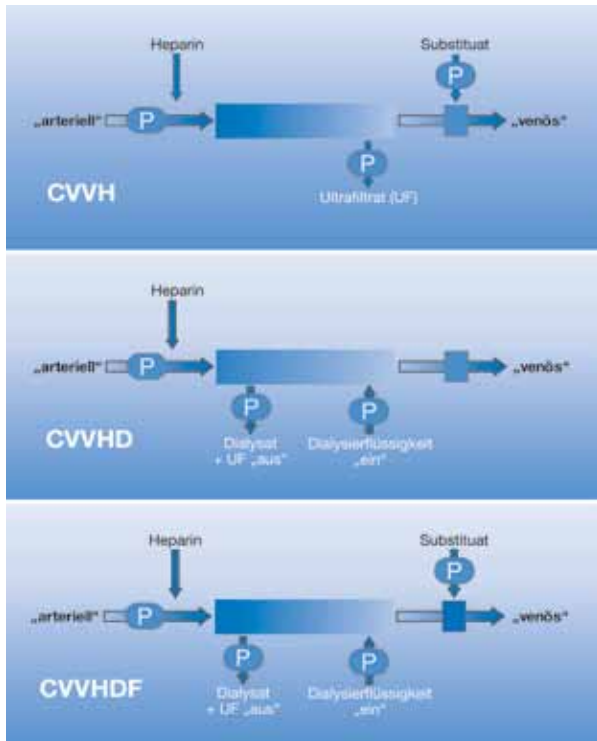 Heparin
Substituat
P
„arteriell“
P
„venös“
P
CVVH
Ultrafiltrat (UF)
Heparin
„arteriell“
P
„venös“
P
P
CVVHD
Dialysat
Dialysierflüssigkeit
+ UF „aus“
„ein“
Heparin
Substituat
P
„arteriell“
P
„venös“
P
P
CVVHDF
Dialysat
Dialysierflüssigkeit
+ UF „aus“
„ein“